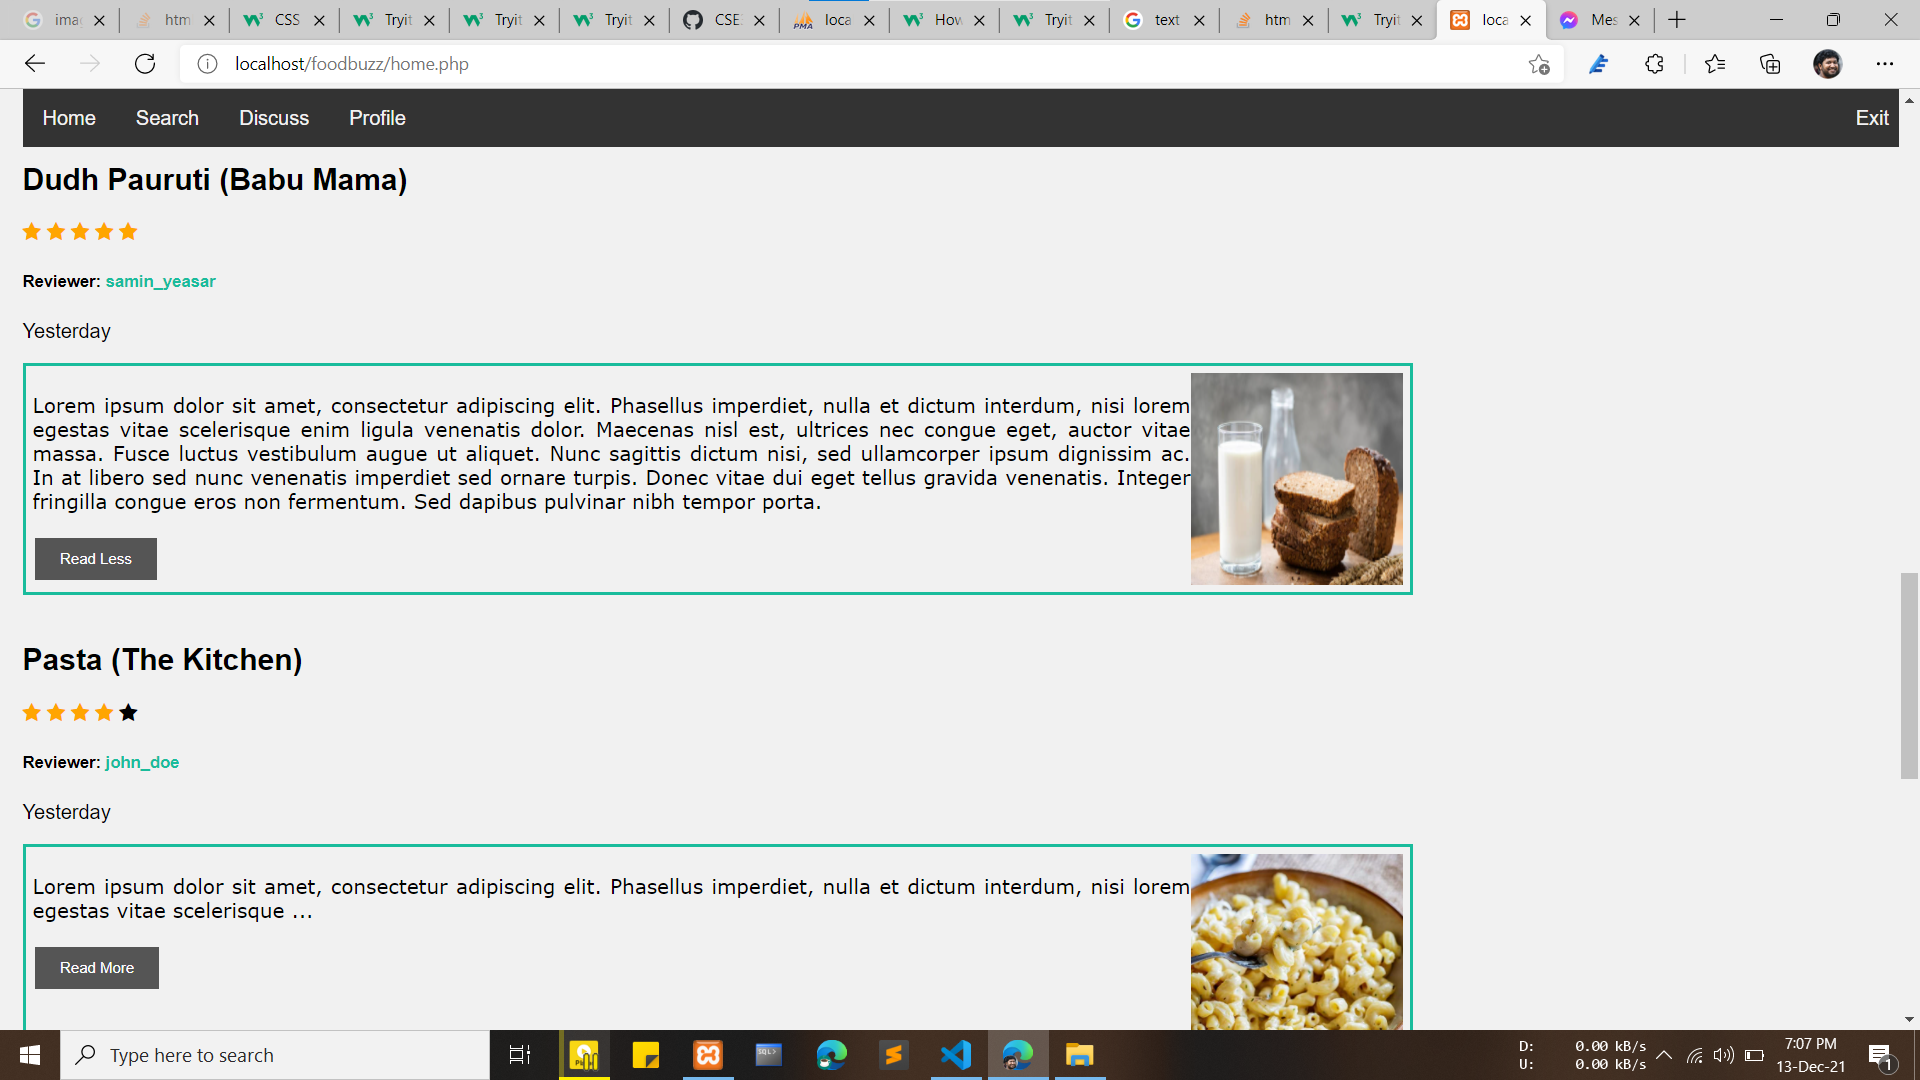 imag
htm
CSS
Tryit
Tryit
Tryit
CSE
loca
How
Tryit
text
htm
Tryit
loca
Mes
localhost/foodbuzz/home.php
Home Search Discuss Profile Exit
Dudh Pauruti (Babu Mama)
Reviewer: samin_yeasar
Yesterday
Lorem ipsum dolor sit amet, consectetur adipiscing elit. Phasellus imperdiet, nulla et dictum interdum, nisi lorem
egestas vitae scelerisque enim ligula venenatis dolor. Maecenas nisl est, ultrices nec congue eget, auctor vitae
massa. Fusce luctus vestibulum augue ut aliquet. Nunc sagittis dictum nisi, sed ullamcorper ipsum dignissim ac.
In at libero sed nunc venenatis imperdiet sed ornare turpis. Donec vitae dui eget tellus gravida venenatis. Integer
fringilla congue eros non fermentum. Sed dapibus pulvinar nibh tempor porta.
Read Less
Pasta (The Kitchen)
Reviewer: john_doe
Yesterday
Lorem ipsum dolor sit amet, consectetur adipiscing elit. Phasellus imperdiet, nulla et dictum interdum, nisi lorem
egestas vitae scelerisque ...
Read More
Type here to search
D: 0.00 kB/s
U: 0.00 kB/s
7:07 PM
13-Dec-21
1